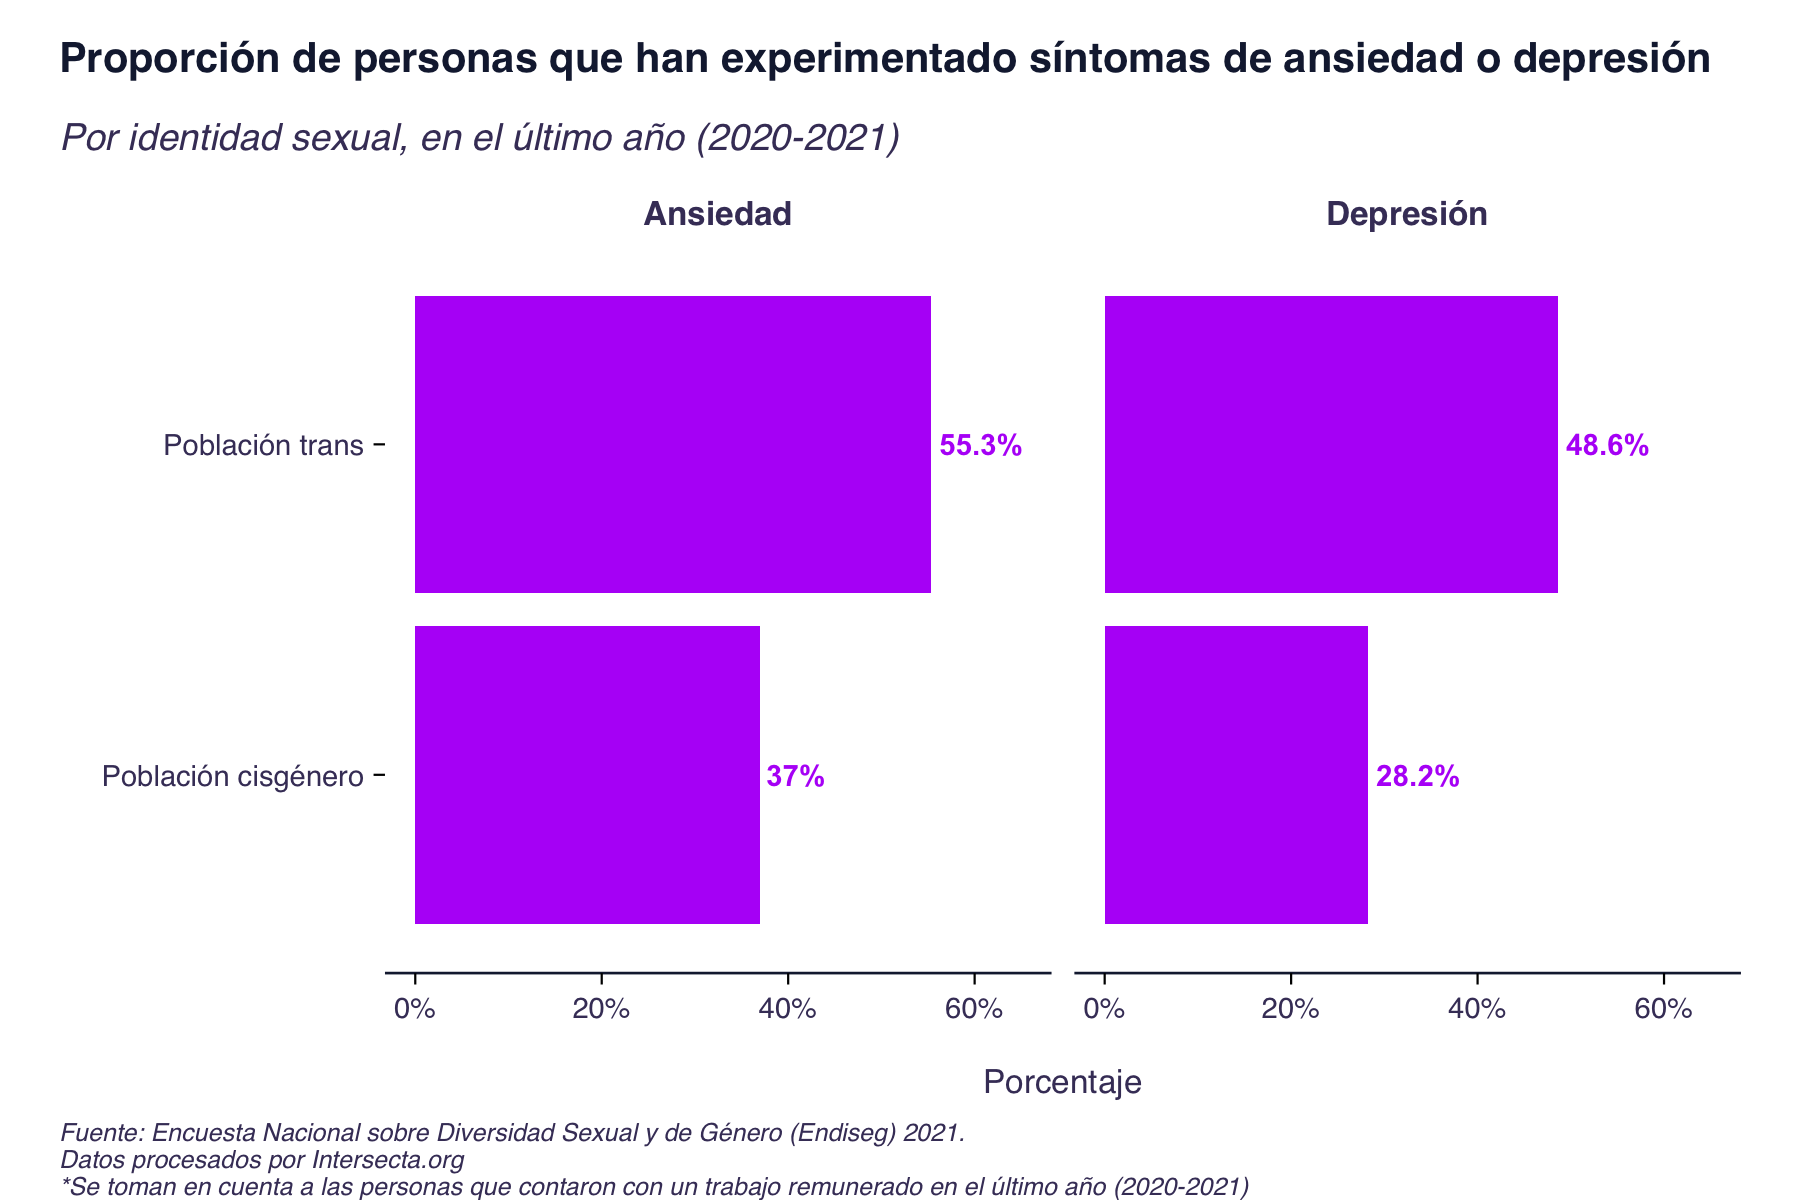 Proporción de personas que han experimentado síntomas de ansiedad o depresión
Por identidad sexual, en el último año (2020-2021)
Ansiedad
Depresión
Población trans
55.3%
48.6%
Población cisgénero
37%
28.2%
0%
20%
40%
60%
0%
20%
40%
60%
Porcentaje
Fuente: Encuesta Nacional sobre Diversidad Sexual y de Género (Endiseg) 2021.
Datos procesados por Intersecta.org
*Se toman en cuenta a las personas que contaron con un trabajo remunerado en el último año (2020-2021)